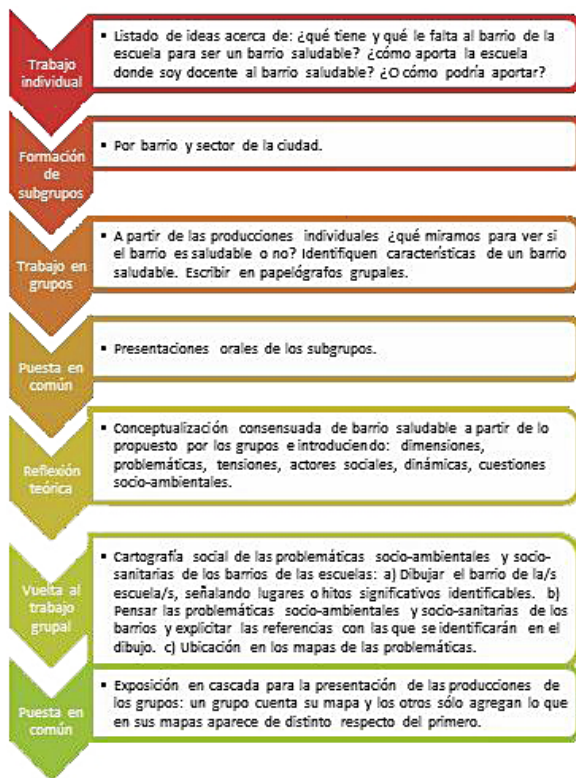 Trabajo
individual
▪ Listado de ideas acerca de: ¿qué tiene y qué le falta al barrio de la
escuela para ser un barrio saludable? ¿cómo aporta la escuela
donde soy docente al barrio saludable? ¿O cómo podría aportar?
Formación
de
subgrupos
▪ Por barrio y sector de la ciudad.
Trabajo en
grupos
▪ A partir de las producciones individuales ¿qué miramos para ver si
el barrio es saludable o no? Identifiquen características de un barrio
saludable. Escribir en papelógrafos grupales.
Puesta en
común
▪ Presentaciones orales de los subgrupos.
Reflexión
teórica
▪ Conceptualización consensuada de barrio saludable a partir de lo
propuesto por los grupos e introduciendo: dimensiones,
problemáticas, tensiones, actores sociales, dinámicas, cuestiones
socio-ambientales.
Vuelta al
trabajo
grupal
▪ Cartografía social de las problemáticas socio-ambientales y socio-
sanitarias de los barrios de las escuelas: a) Dibujar el barrio de la/s
escuela/s, señalando lugares o hitos significativos identificables. b)
Pensar las problemáticas socio-ambientales y socio-sanitarias de los
barrios y explicitar las referencias con las que se identificarán en el
dibujo. c) Ubicación en los mapas de las problemáticas.
Puesta en
común
▪ Exposición en cascada para la presentación de las producciones de
los grupos: un grupo cuenta su mapa y los otros sólo agregan lo que
en sus mapas aparece de distinto respecto del primero.